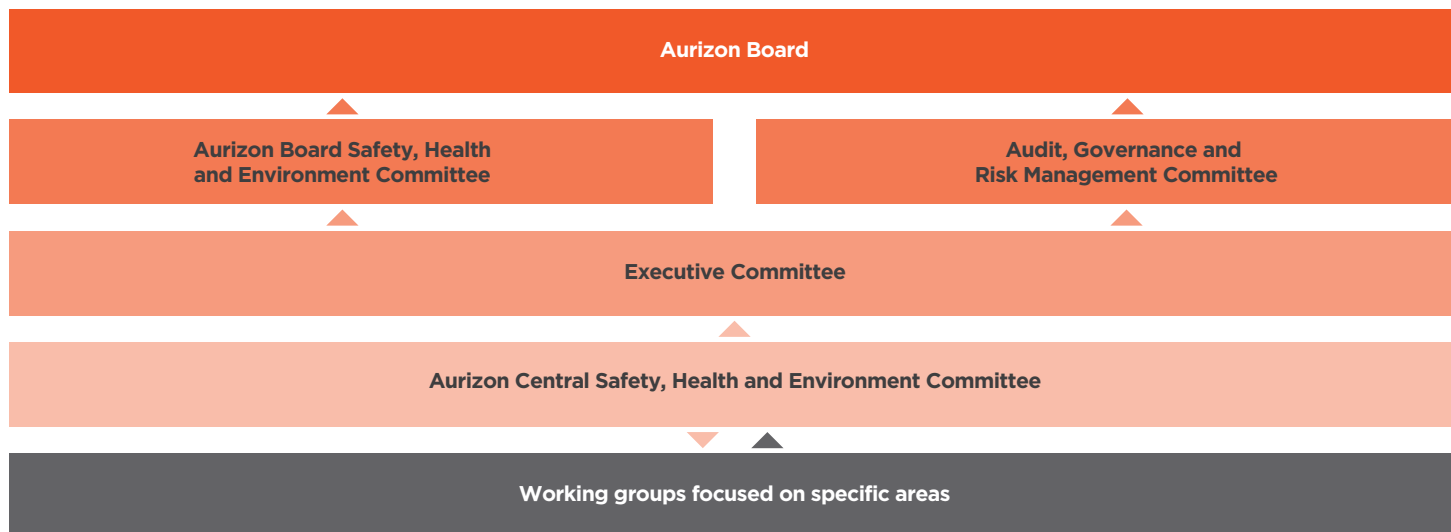 Aurizon Board
Aurizon Board Safety, Health
and Environment Committee
Audit, Governance and
Risk Management Committee
Executive Committee
Aurizon Central Safety, Health and Environment Committee
Working groups focused on specific areas